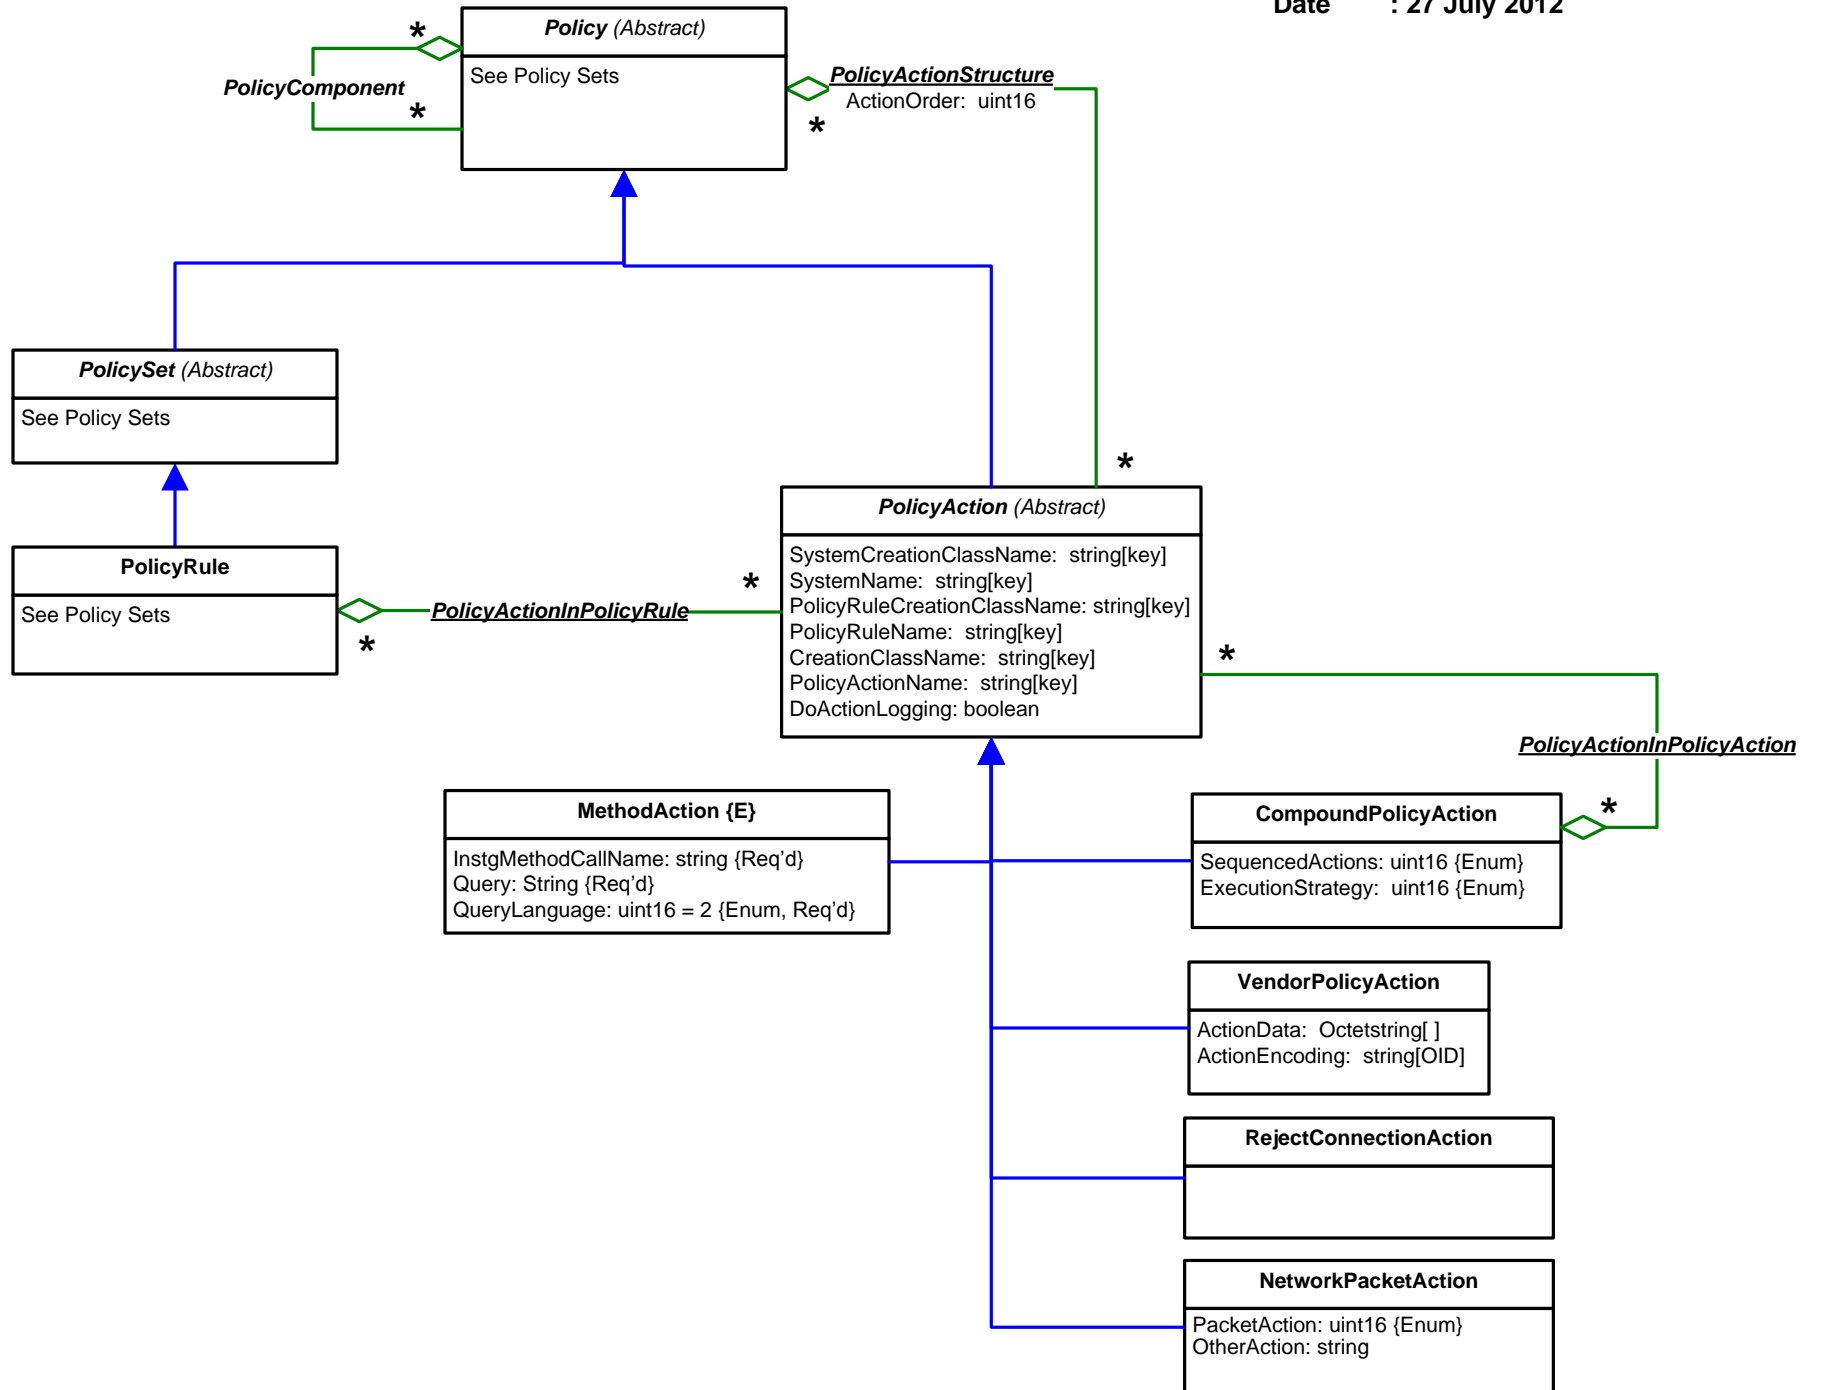 Date : 27 July 2012
Policy (Abstract)
See Policy Sets
*
PolicyComponent
*
PolicyActionStructure
ActionOrder: uint16
*
PolicySet (Abstract)
See Policy Sets
*
PolicyAction (Abstract)
SystemCreationClassName: string[key]
SystemName: string[key]
PolicyRuleCreationClassName: string[key]
PolicyRuleName: string[key]
CreationClassName: string[key]
PolicyActionName: string[key]
DoActionLogging: boolean
PolicyRule
See Policy Sets
*
PolicyActionInPolicyRule
*
*
PolicyActionInPolicyAction
*
MethodAction {E}
InstgMethodCallName: string {Req’d}
Query: String {Req’d}
QueryLanguage: uint16 = 2 {Enum, Req’d}
CompoundPolicyAction
SequencedActions: uint16 {Enum}
ExecutionStrategy: uint16 {Enum}
VendorPolicyAction
ActionData: Octetstring[ ]
ActionEncoding: string[OID]
RejectConnectionAction
NetworkPacketAction
PacketAction: uint16 {Enum}
OtherAction: string